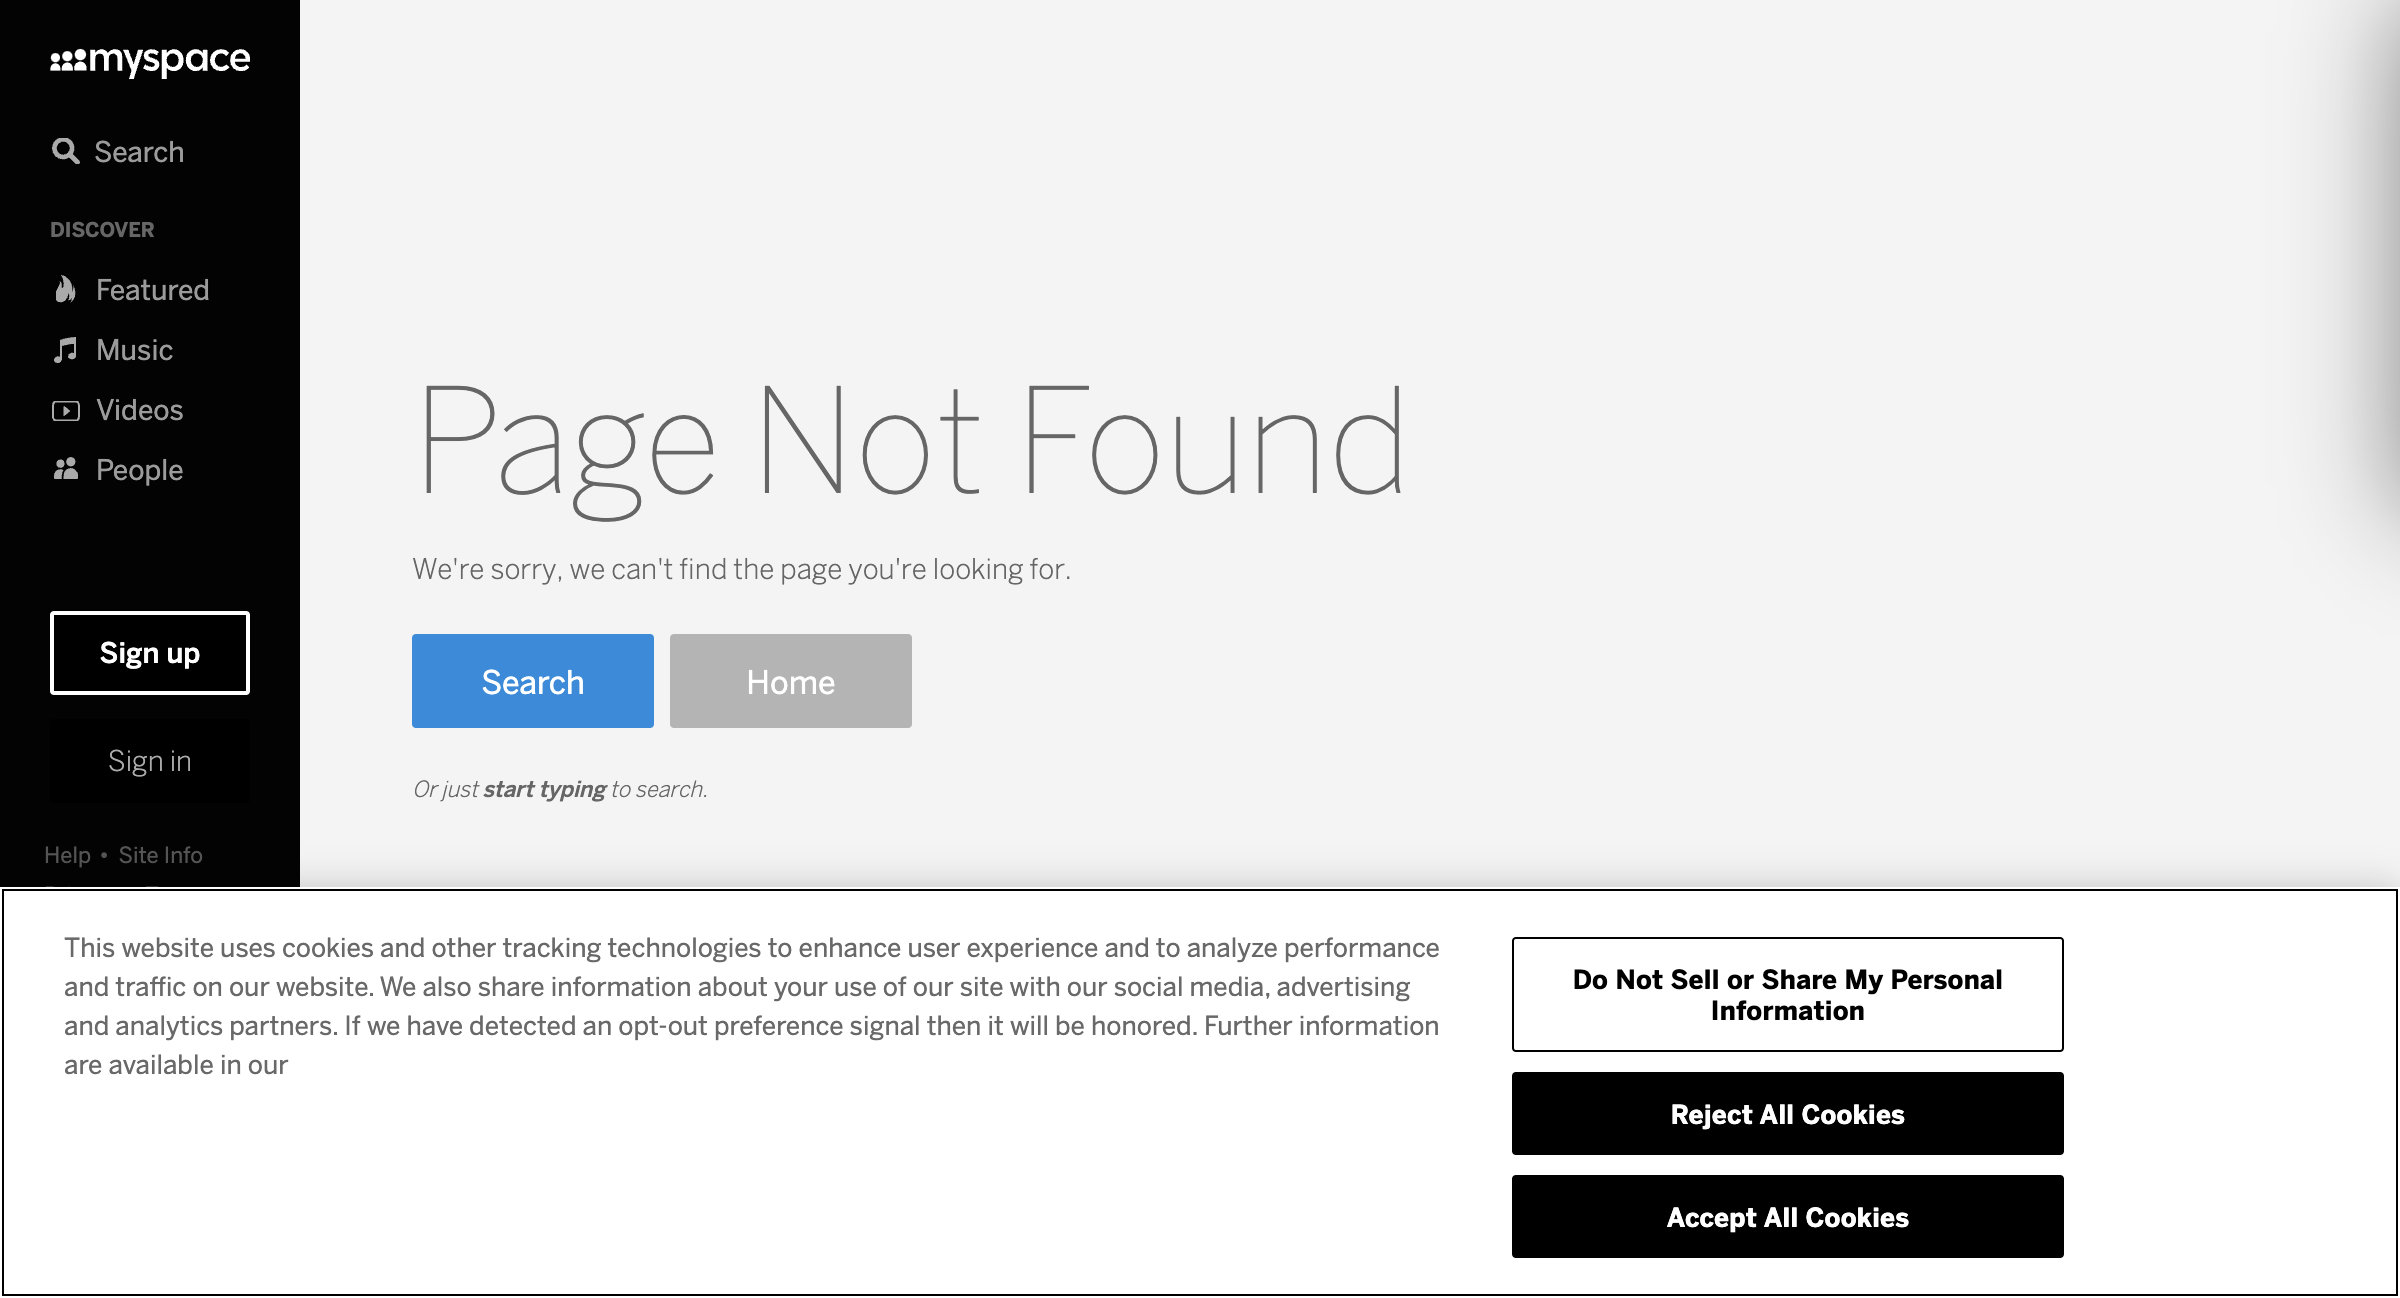 myspace
Search
DISCOVER
Featured
Music
Videos
People
Sign up
Sign in
Help • Site Info
Page Not Found
We're sorry, we can't find the page you're looking for.
Search
Home
Or just start typing to search.
This website uses cookies and other tracking technologies to enhance user experience and to analyze performance
and traffic on our website. We also share information about your use of our site with our social media, advertising
and analytics partners. If we have detected an opt-out preference signal then it will be honored. Further information
are available in our
Do Not Sell or Share My Personal
Information
Reject All Cookies
Accept All Cookies